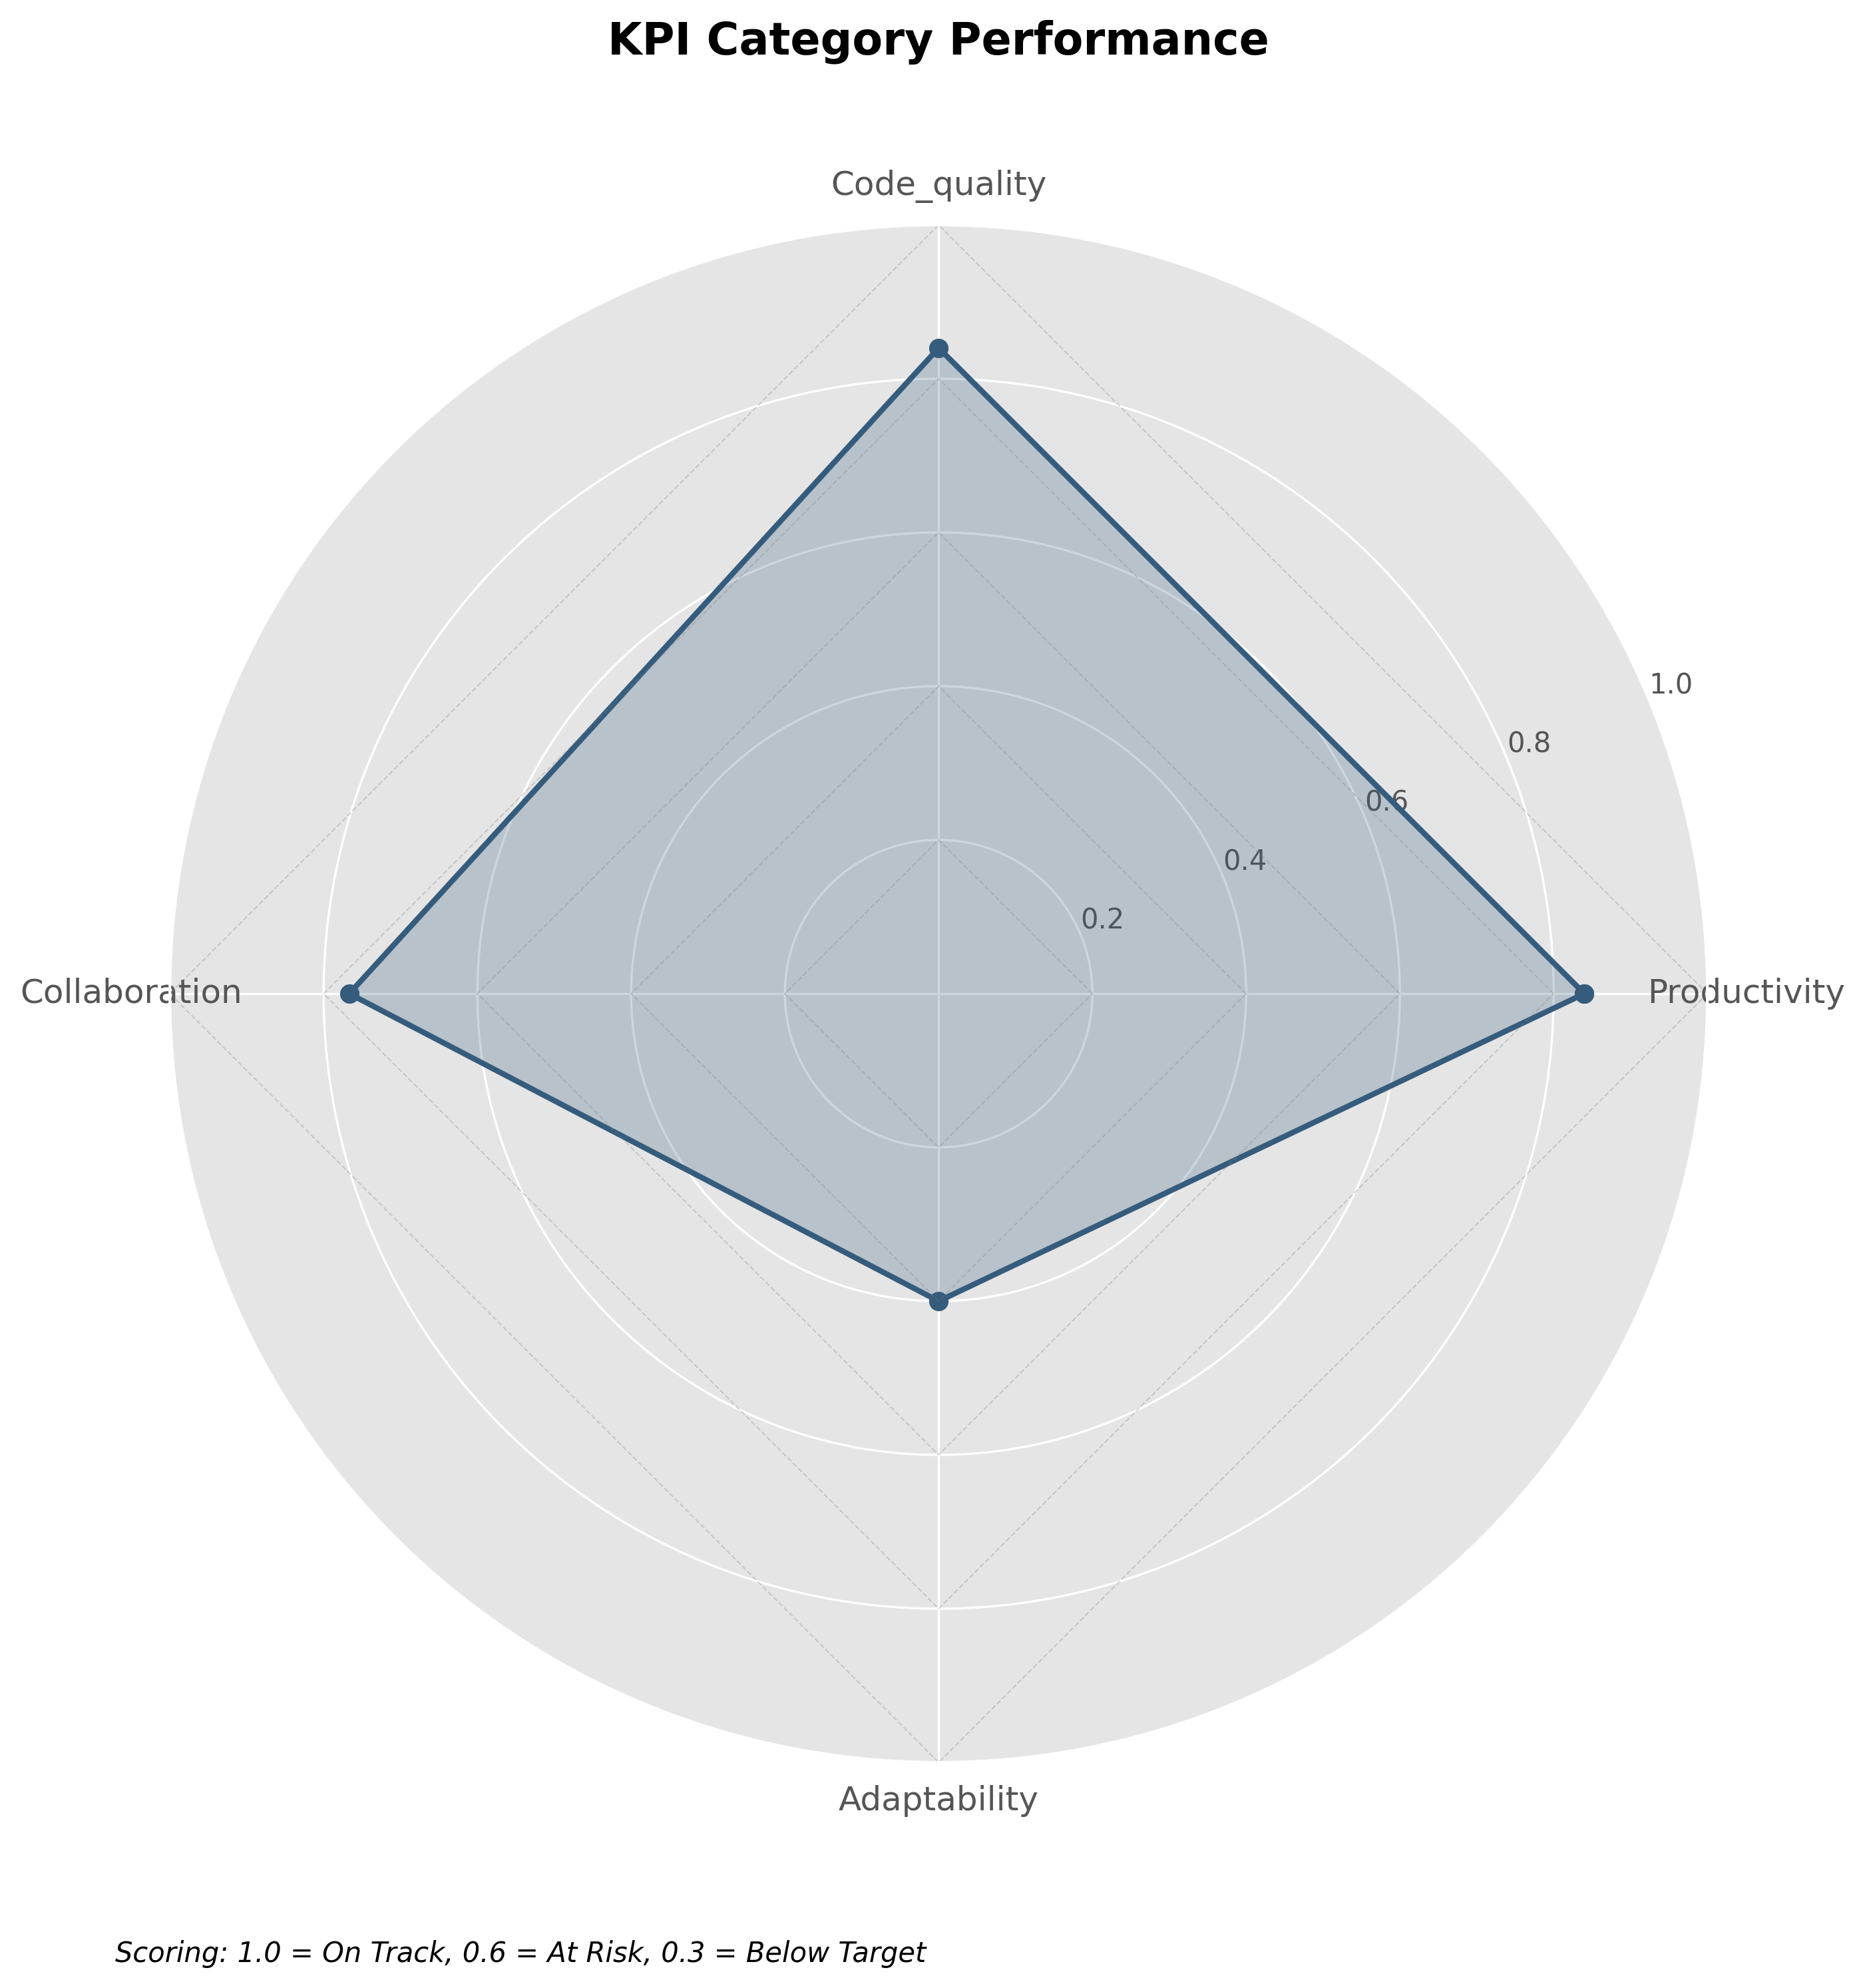 KPI Category Performance
Code_quality
1.0
0.8
0.6
0.4
0.2
Collaboration
Productivity
Adaptability
Scoring: 1.0 = On Track, 0.6 = At Risk, 0.3 = Below Target